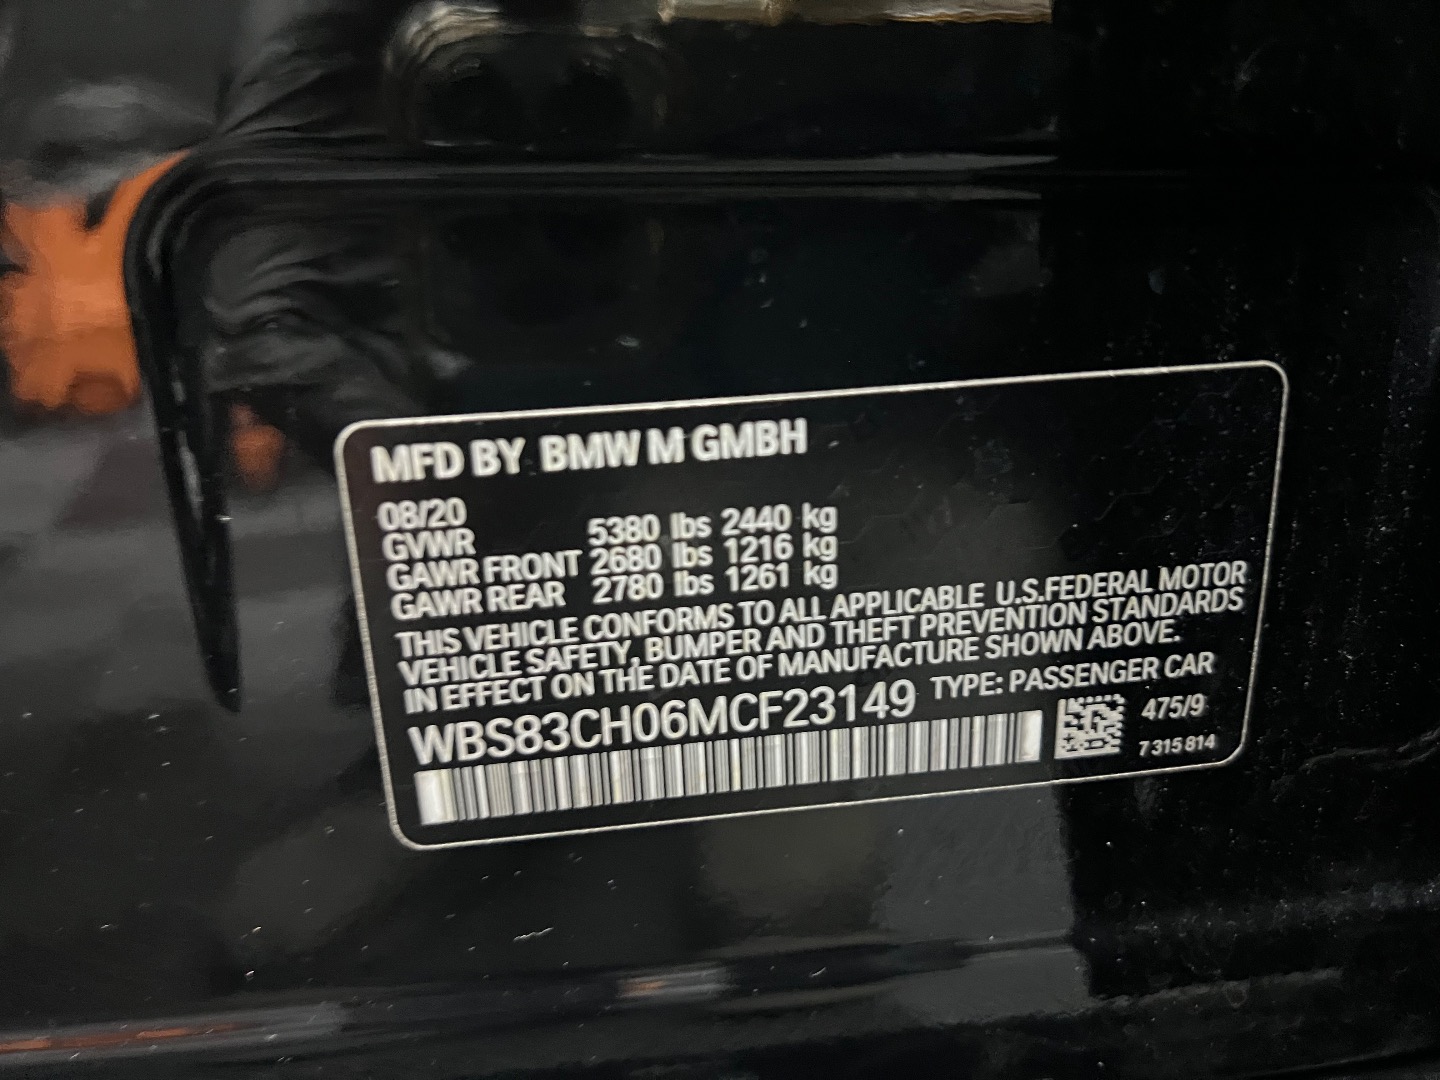 MFD BY BMW M GMBH
08/20
GVWR 5380 lbs 2440 kg
GAWR FRONT 2680 lbs 1216 kg
GAWR REAR 2780 lbs 1261 kg
THIS VEHICLE CONFORMS TO ALL APPLICABLE U.S.FEDERAL MOTOR
VEHICLE SAFETY, BUMPER AND THEFT PREVENTION STANDARDS
IN EFFECT ON THE DATE OF MANUFACTURE SHOWN ABOVE.
WBS83CH06MCF23149 TYPE: PASSENGER CAR
475/9
7 315 814